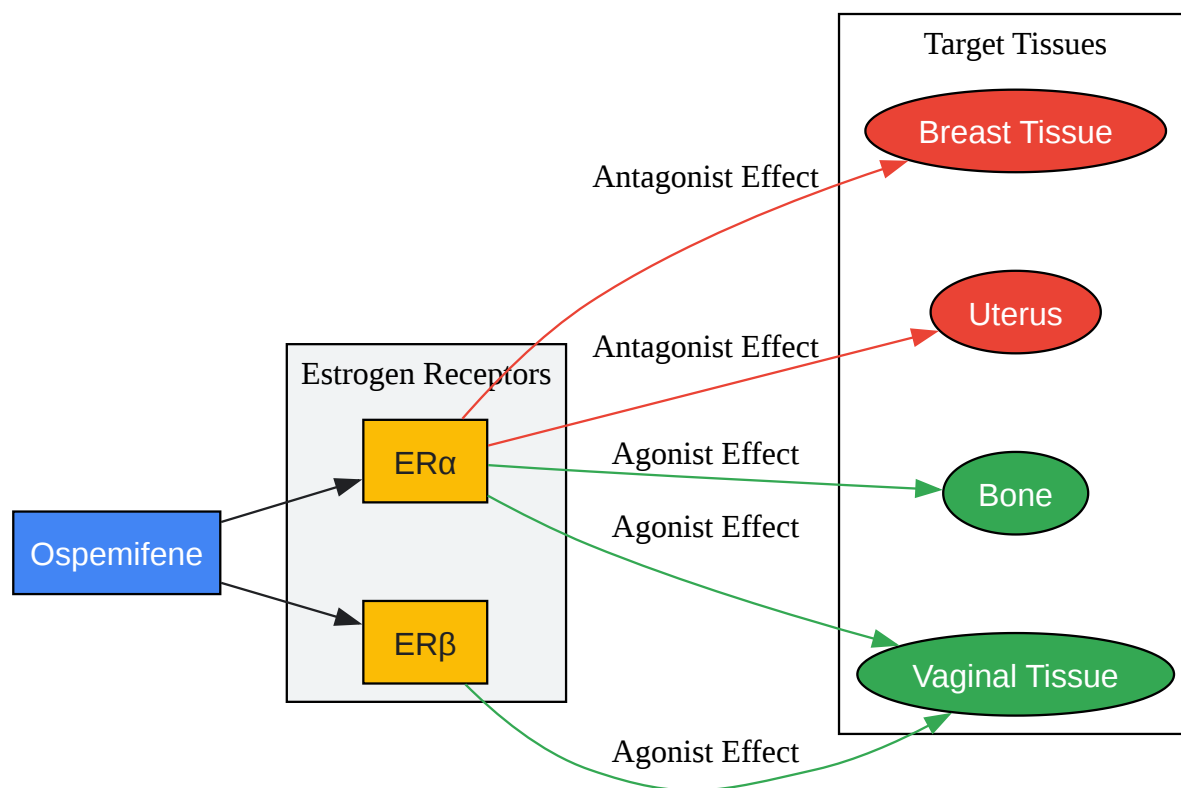 Target Tissues
Breast Tissue
Antagonist Effect
Uterus
Antagonist Effect
Estrogen Receptors
Agonist Effect
ERα
Bone
Agonist Effect
Ospemifene
ERβ
Vaginal Tissue
Agonist Effect